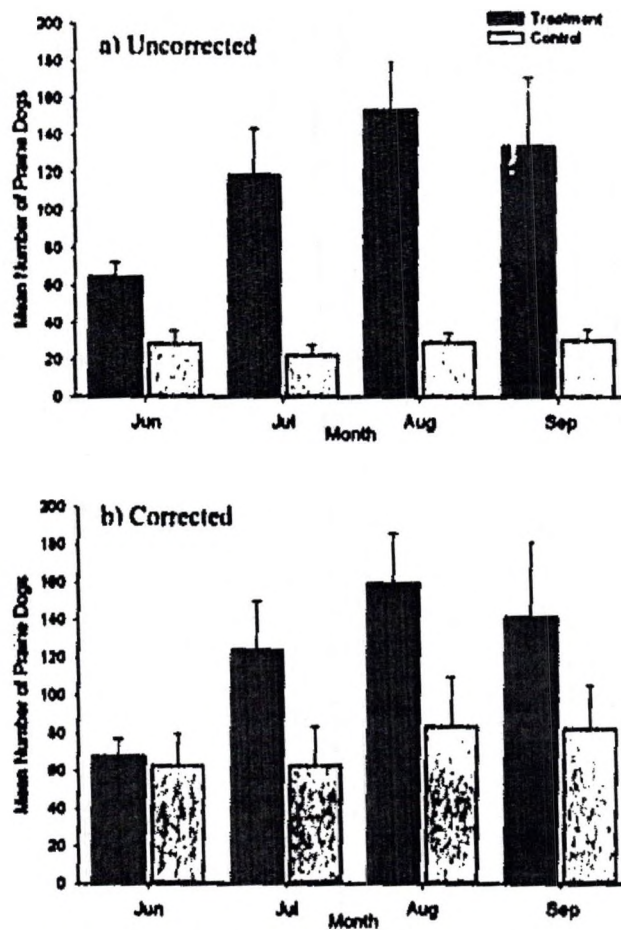 Treatment
Control
a) Uncorrected
Mean Number of Prairie Dogs
200
180
160
140
120
100
80
60
40
20
0
Jun
Jul
Aug
Sep
Month
b) Corrected
Mean Number of Prairie Dogs
200
180
160
140
120
100
80
60
40
20
0
Jun
Jul
Aug
Sep
Month